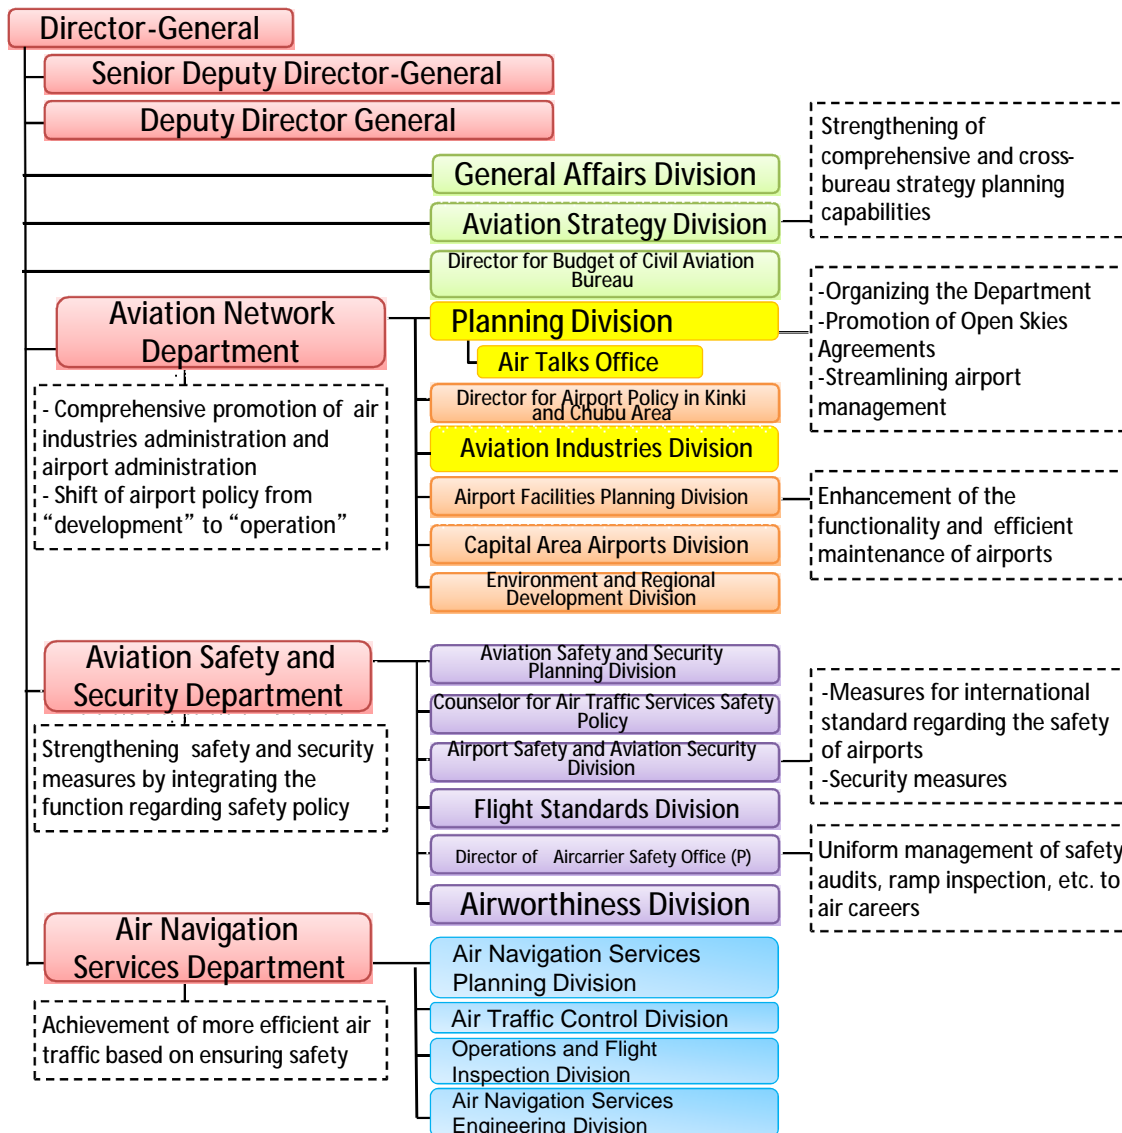 Director-General
Senior Deputy Director-General
Deputy Director General
Strengthening of
comprehensive and cross-
bureau strategy planning
capabilities
General Affairs Division
Aviation Strategy Division
Director for Budget of Civil Aviation
Bureau
Aviation Network
Department
- Comprehensive promotion of air
industries administration and
airport administration
- Shift of airport policy from
“development” to “operation”
Planning Division
Air Talks Office
-Organizing the Department
-Promotion of Open Skies
Agreements
-Streamlining airport
management
Director for Airport Policy in Kinki
and Chubu Area
Aviation Industries Division
Airport Facilities Planning Division
Enhancement of the
functionality and efficient
maintenance of airports
Capital Area Airports Division
Environment and Regional
Development Division
Aviation Safety and
Security Department
Strengthening safety and security
measures by integrating the
function regarding safety policy
Aviation Safety and Security
Planning Division
Counselor for Air Traffic Services Safety
Policy
Airport Safety and Aviation Security
Division
-Measures for international
standard regarding the safety
of airports
-Security measures
Flight Standards Division
Director of Aircarrier Safety Office (P)
Uniform management of safety
audits, ramp inspection, etc. to
air careers
Airworthiness Division
Air Navigation
Services Department
Achievement of more efficient air
traffic based on ensuring safety
Air Navigation Services
Planning Division
Air Traffic Control Division
Operations and Flight
Inspection Division
Air Navigation Services
Engineering Division